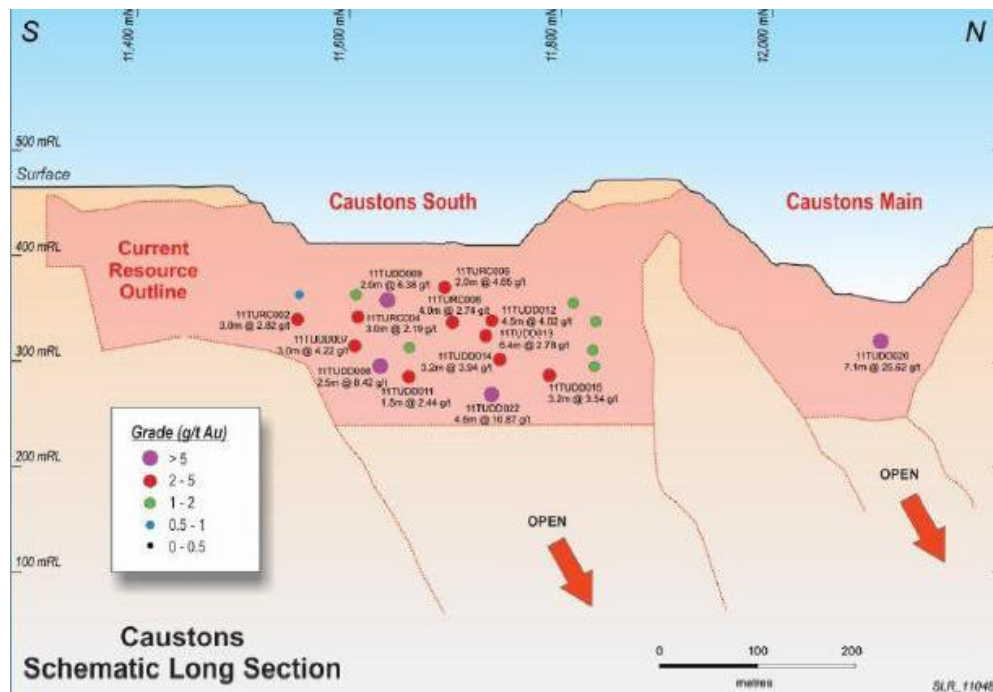 S
N
11,400 mN
11,600 mN
11,800 mN
12,000 mN
500 mRL
Surface
400 mRL
300 mRL
200 mRL
100 mRL
Caustons South
Caustons Main
Current
Resource
Outline
11TUDD009
2.0m @ 6.38 g/t
11TURC005
2.0m @ 4.65 g/t
11TURC002
3.0m @ 2.82 g/t
11TURC004
3.0m @ 2.19 g/t
11TURC006
4.0m @ 2.74 g/t
11TUDD012
4.5m @ 4.02 g/t
11TUDD013
6.4m @ 2.78 g/t
11TUDD007
3.0m @ 4.22 g/t
11TUDD014
3.2m @ 3.94 g/t
11TUDD008
2.5m @ 8.42 g/t
11TUDD011
1.8m @ 2.44 g/t
11TUDD022
4.6m @ 10.87 g/t
11TUDD015
3.2m @ 3.54 g/t
11TUDD020
7.1m @ 25.62 g/t
Grade (g/t Au)
> 5
2 - 5
1 - 2
0.5 - 1
0 - 0.5
OPEN
OPEN
Caustons
Schematic Long Section
0 100 200
metres
SLR_11048